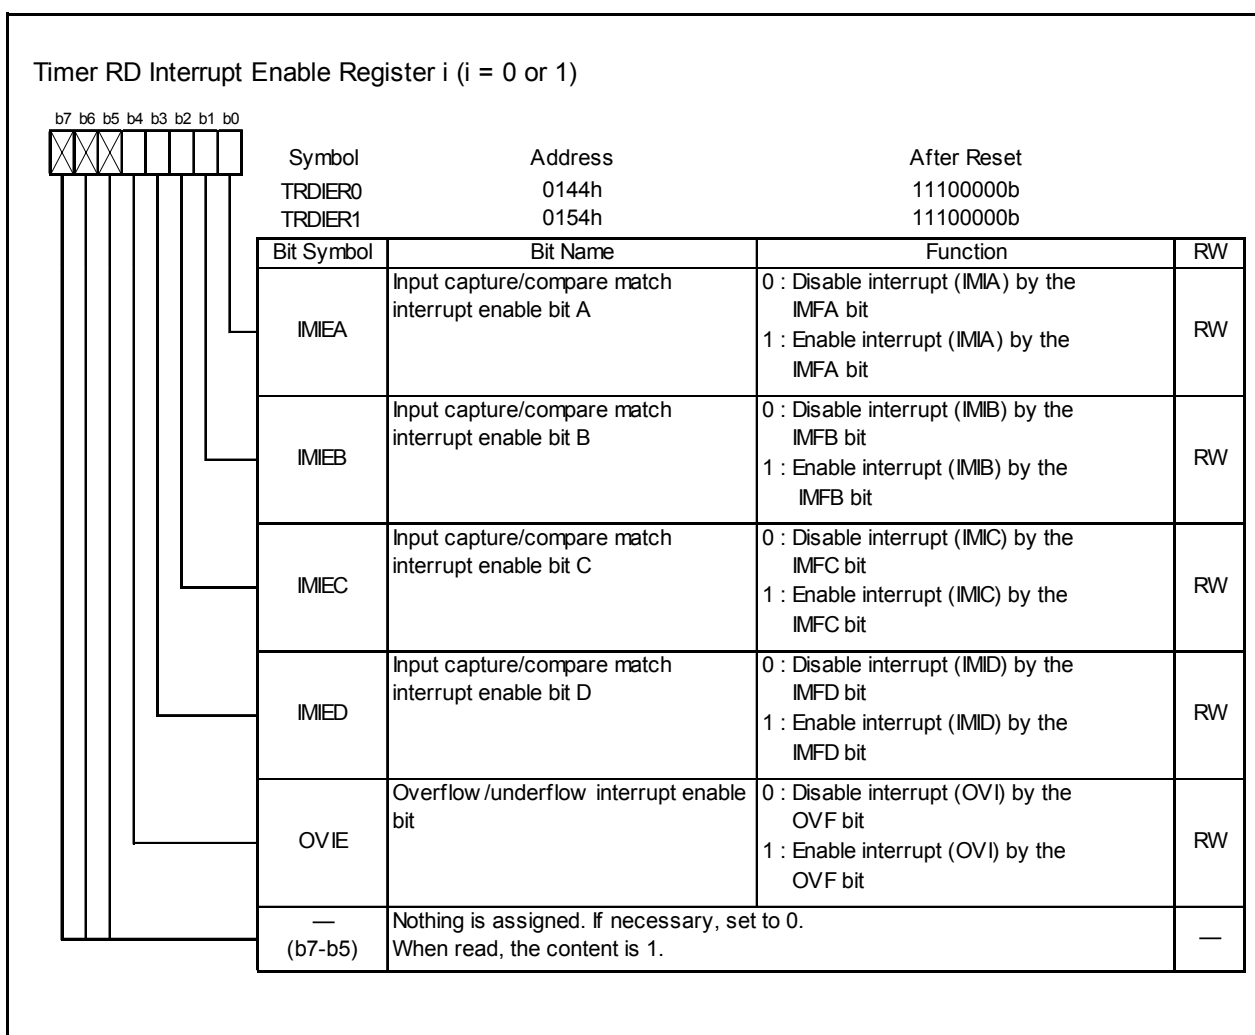 Timer RD Interrupt Enable Register i (i = 0 or 1)
b7 b6 b5 b4 b3 b2 b1 b0
Symbol Address After Reset
TRDIER0 0144h 11100000b
TRDIER1 0154h 11100000b
Bit Symbol Bit Name Function RW
IMIEA
Input capture/compare match
interrupt enable bit A
0 : Disable interrupt (IMIA) by the
IMFA bit
1 : Enable interrupt (IMIA) by the
IMFA bit
RW
IMIEB
Input capture/compare match
interrupt enable bit B
0 : Disable interrupt (IMIB) by the
IMFB bit
1 : Enable interrupt (IMIB) by the
IMFB bit
RW
IMIEC
Input capture/compare match
interrupt enable bit C
0 : Disable interrupt (IMIC) by the
IMFC bit
1 : Enable interrupt (IMIC) by the
IMFC bit
RW
IMIED
Input capture/compare match
interrupt enable bit D
0 : Disable interrupt (IMID) by the
IMFD bit
1 : Enable interrupt (IMID) by the
IMFD bit
RW
OVIE
Overflow/underflow interrupt enable
bit
0 : Disable interrupt (OVI) by the
OVF bit
1 : Enable interrupt (OVI) by the
OVF bit
RW
—
(b7-b5)
Nothing is assigned. If necessary, set to 0.
When read, the content is 1.
—